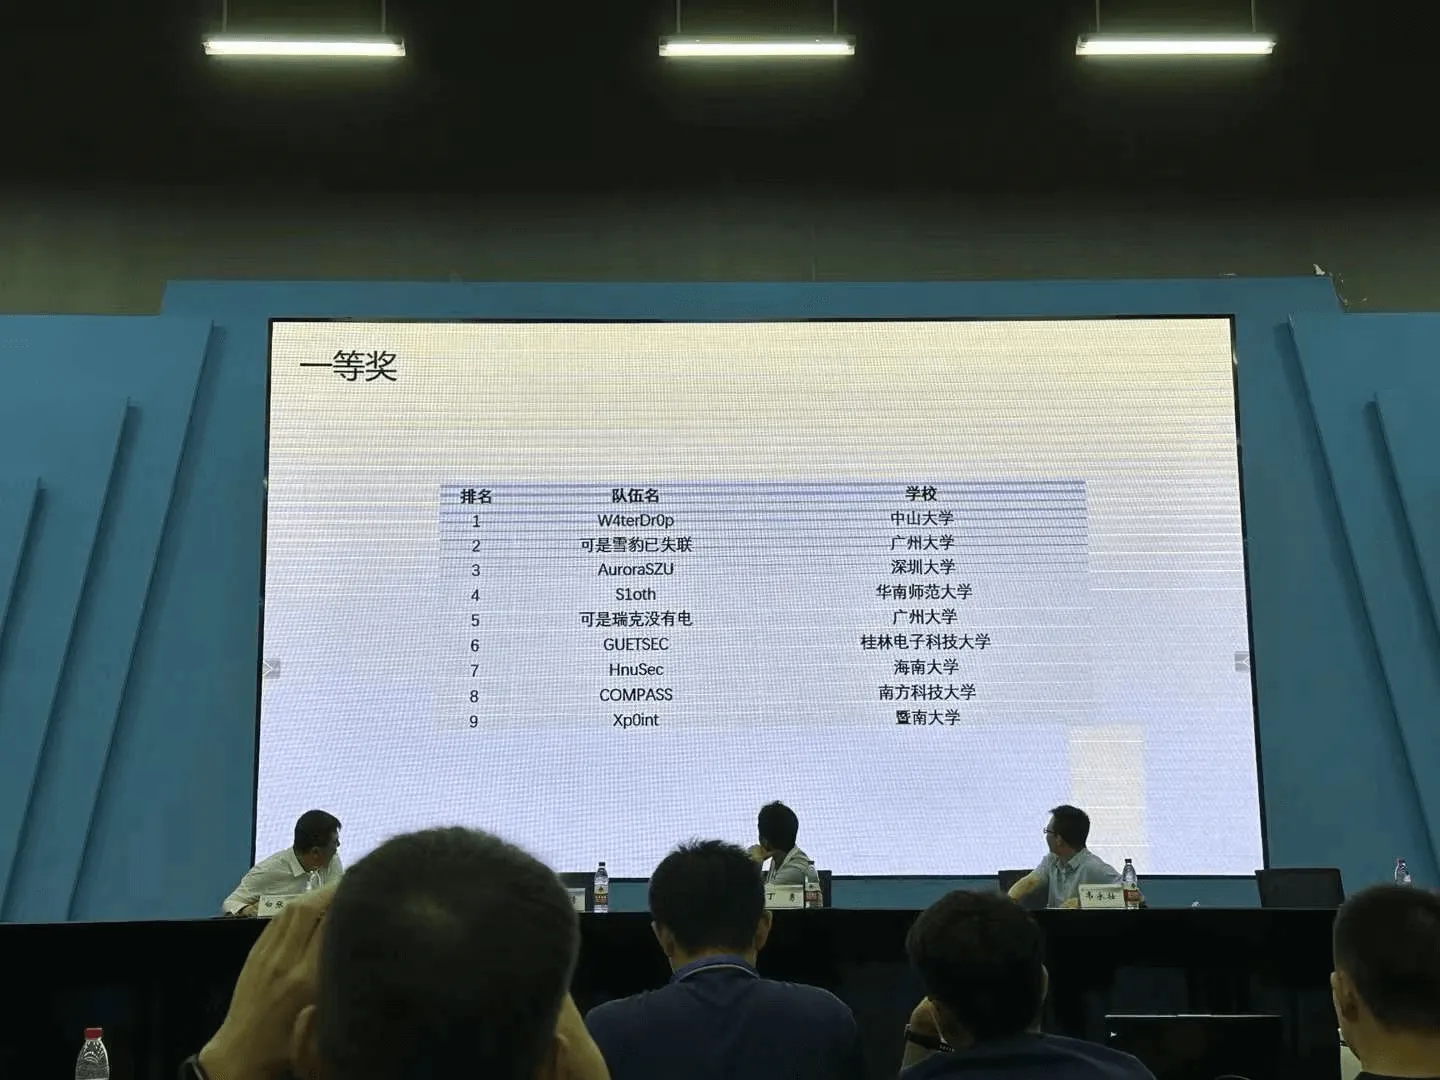 一等奖
排名 队伍名 学校
1 W4terDr0p 中山大学
2 可是雪豹已失联 广州大学
3 AuroraSZU 深圳大学
4 S1oth 华南师范大学
5 可是瑞克没有电 广州大学
6 GUETSEC 桂林电子科技大学
7 HnuSec 海南大学
8 COMPASS 南方科技大学
9 Xp0int 暨南大学
丁 勇